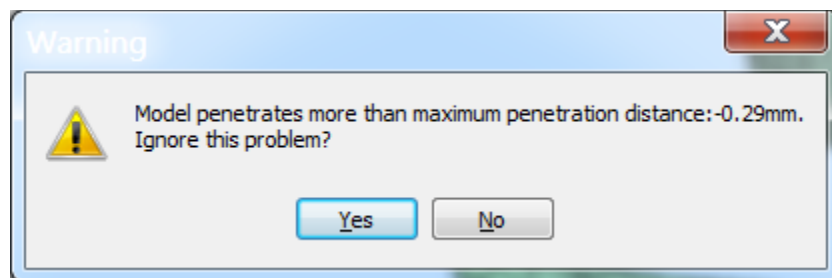 Warning
Model penetrates more than maximum penetration distance:-0.29mm.
Ignore this problem?
Yes No